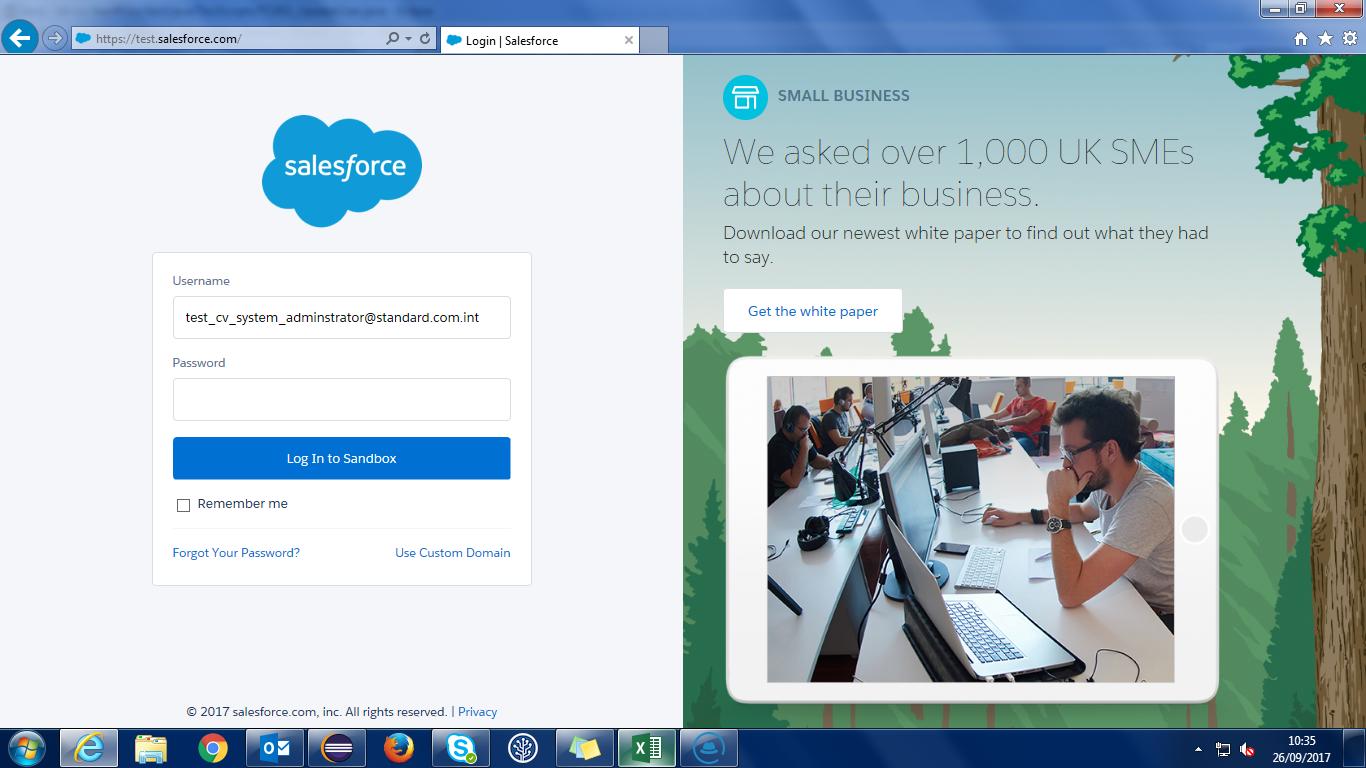 https://test.salesforce.com/
Login | Salesforce
salesforce
Username
test_cv_system_adminstrator@standard.com.int
Password
Log In to Sandbox
Remember me
Forgot Your Password?
Use Custom Domain
© 2017 salesforce.com, inc. All rights reserved. | Privacy
SMALL BUSINESS
We asked over 1,000 UK SMEs
about their business.
Download our newest white paper to find out what they had
to say.
Get the white paper
10:35
26/09/2017